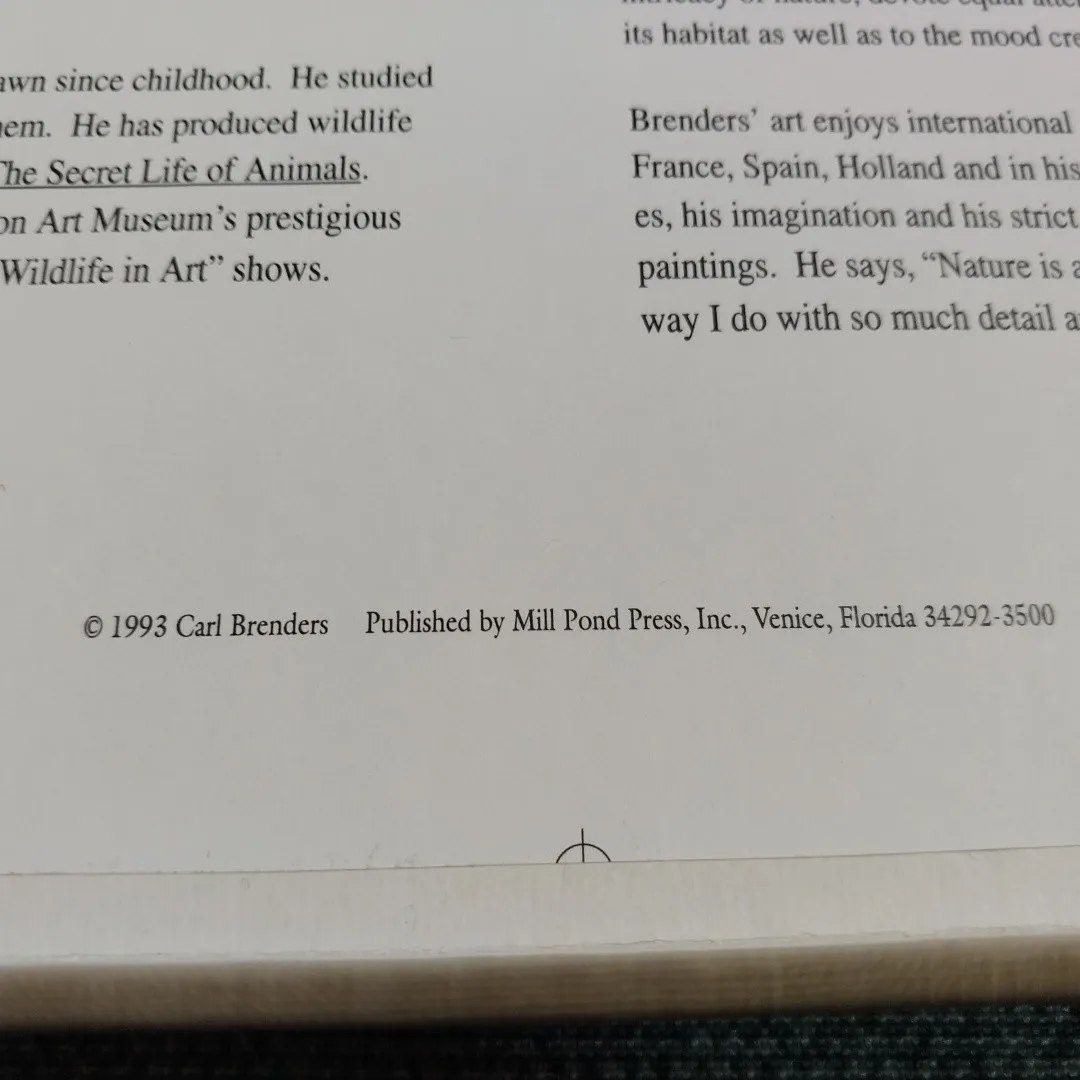 awn since childhood. He studied
em. He has produced wildlife
The Secret Life of Animals.
on Art Museum's prestigious
Wildlife in Art" shows.
its habitat as well as to the mood cre
Brenders' art enjoys international
France, Spain, Holland and in his
es, his imagination and his strict
paintings. He says, "Nature is a
way I do with so much detail a
© 1993 Carl Brenders Published by Mill Pond Press, Inc., Venice, Florida 34292-3500